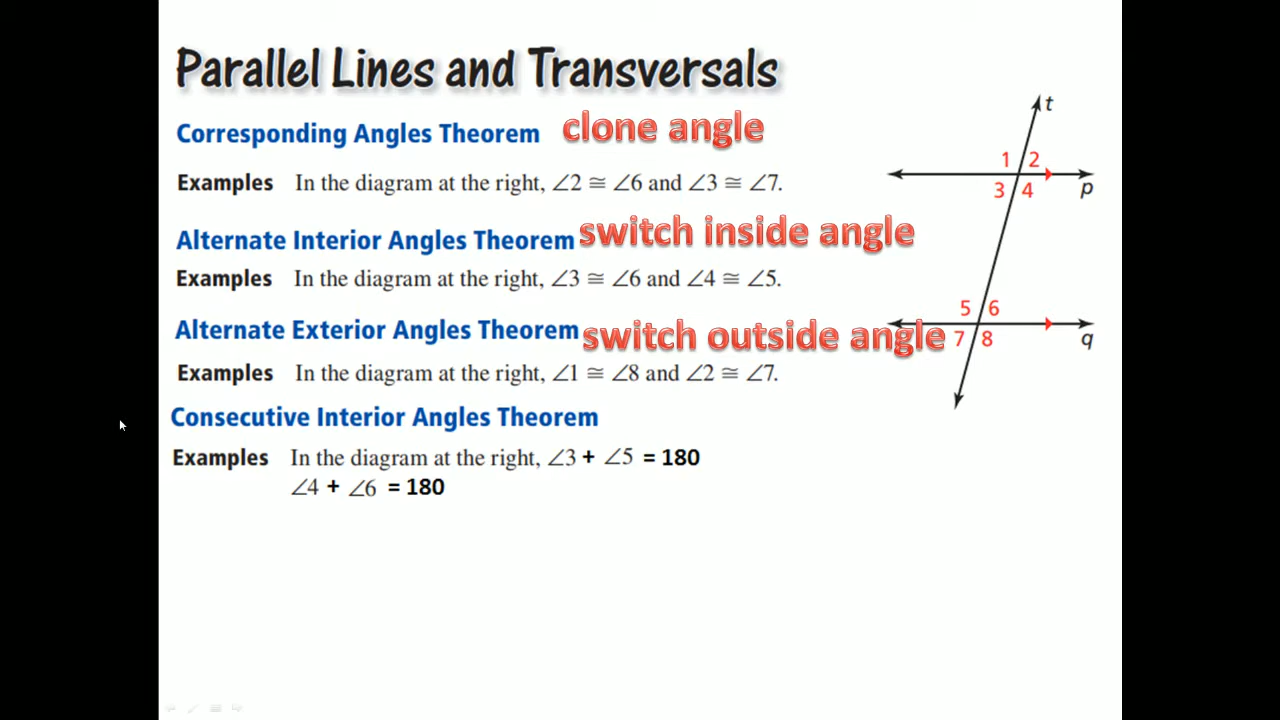 Parallel Lines and Transversals
Corresponding Angles Theorem clone angle
Examples In the diagram at the right, ∠2 ≅ ∠6 and ∠3 ≅ ∠7.
Alternate Interior Angles Theorem switch inside angle
Examples In the diagram at the right, ∠3 ≅ ∠6 and ∠4 ≅ ∠5.
Alternate Exterior Angles Theorem switch outside angle
Examples In the diagram at the right, ∠1 ≅ ∠8 and ∠2 ≅ ∠7.
Consecutive Interior Angles Theorem
Examples In the diagram at the right, ∠3 + ∠5 = 180
∠4 + ∠6 = 180
t
1 2
3 4 p
5 6
7 8 q